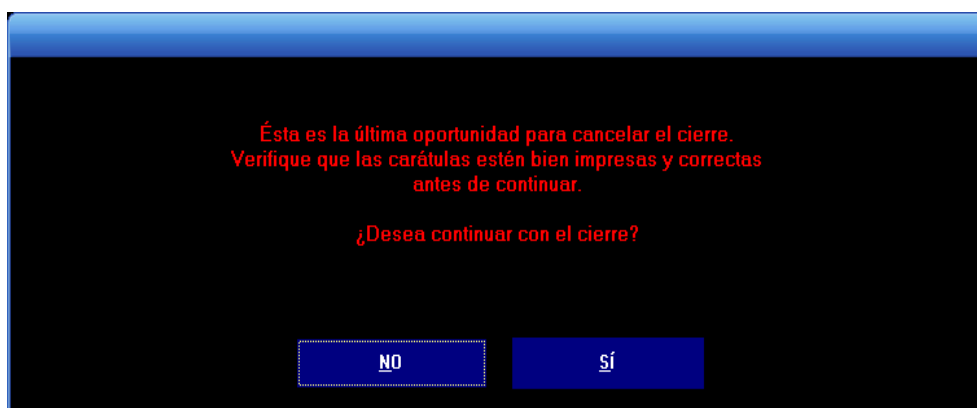 Ésta es la última oportunidad para cancelar el cierre.
Verifique que las carátulas estén bien impresas y correctas
antes de continuar.
¿Desea continuar con el cierre?
NO
SÍ